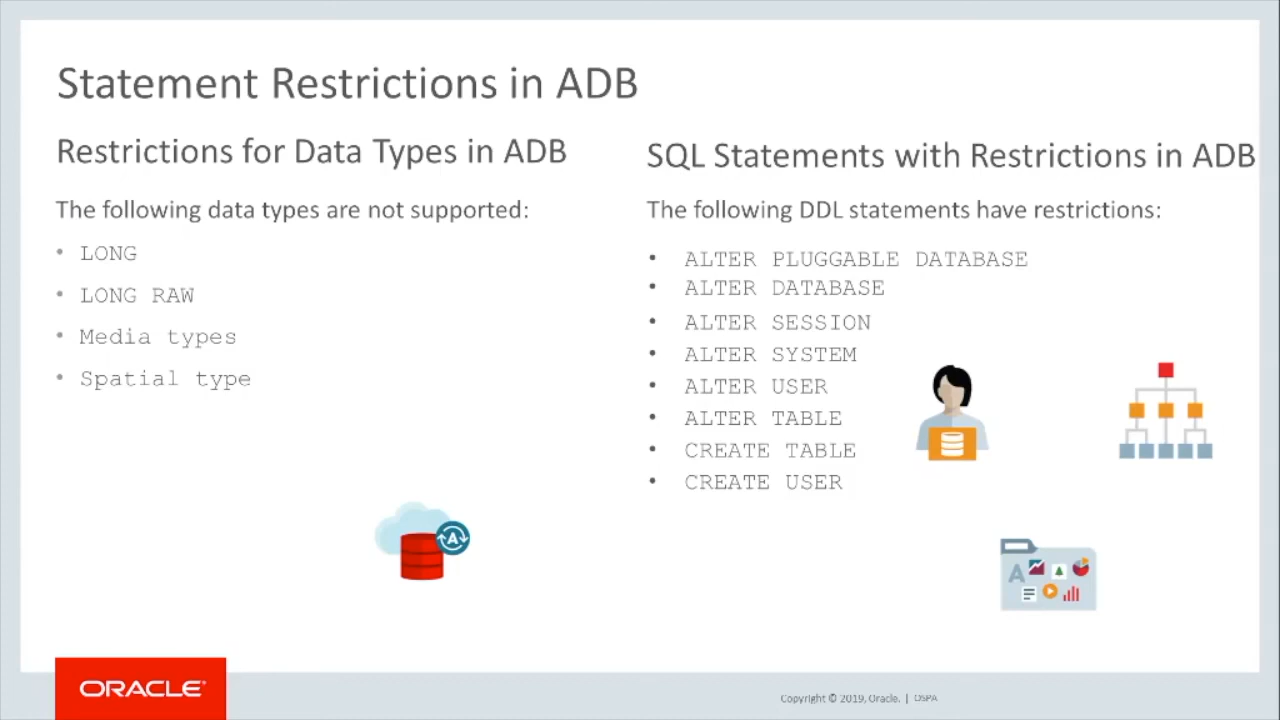 Statement Restrictions in ADB
Restrictions for Data Types in ADB
The following data types are not supported:
• LONG
• LONG RAW
• Media types
• Spatial type
SQL Statements with Restrictions in ADB
The following DDL statements have restrictions:
• ALTER PLUGGABLE DATABASE
• ALTER DATABASE
• ALTER SESSION
• ALTER SYSTEM
• ALTER USER
• ALTER TABLE
• CREATE TABLE
• CREATE USER
A
A
ORACLE®
Copyright © 2019, Oracle. | OSPA